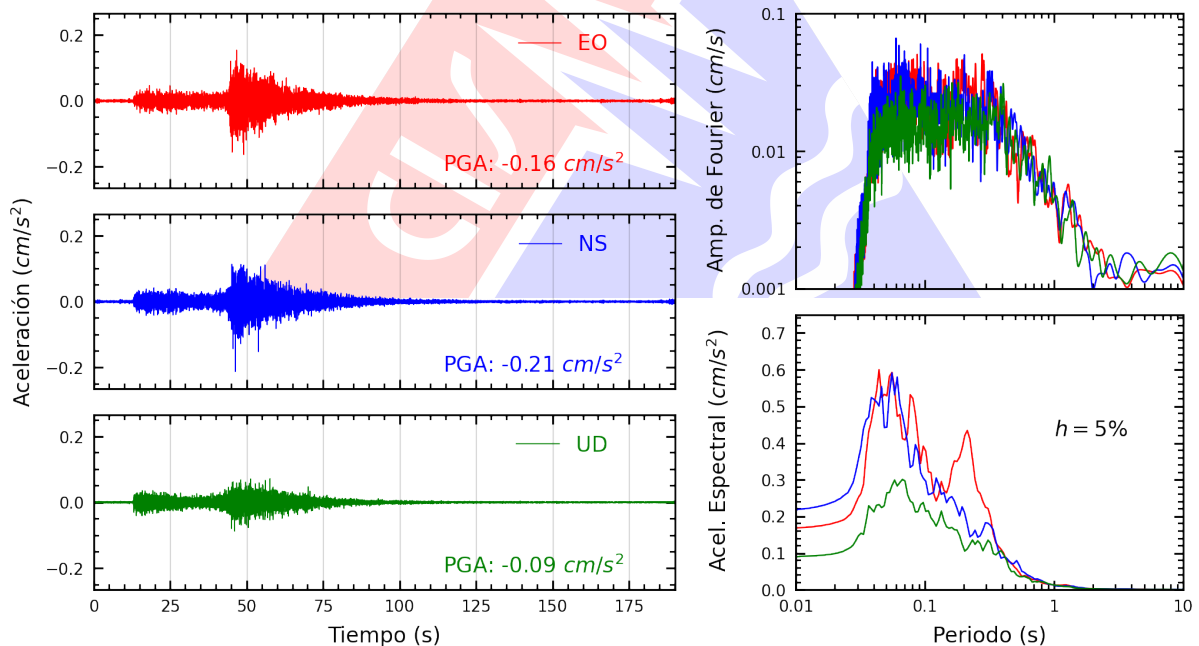 Aceleración (cm/s²)
0.2
0.0
−0.2
EO
PGA: -0.16 cm/s²
0.2
0.0
−0.2
NS
PGA: -0.21 cm/s²
0.2
0.0
−0.2
UD
PGA: -0.09 cm/s²
0 25 50 75 100 125 150 175
Tiempo (s)
Amp. de Fourier (cm/s)
0.1
0.01
0.001
Acel. Espectral (cm/s²)
0.7
0.6
0.5
0.4
0.3
0.2
0.1
0.0
h = 5%
0.01 0.1 1 10
Periodo (s)